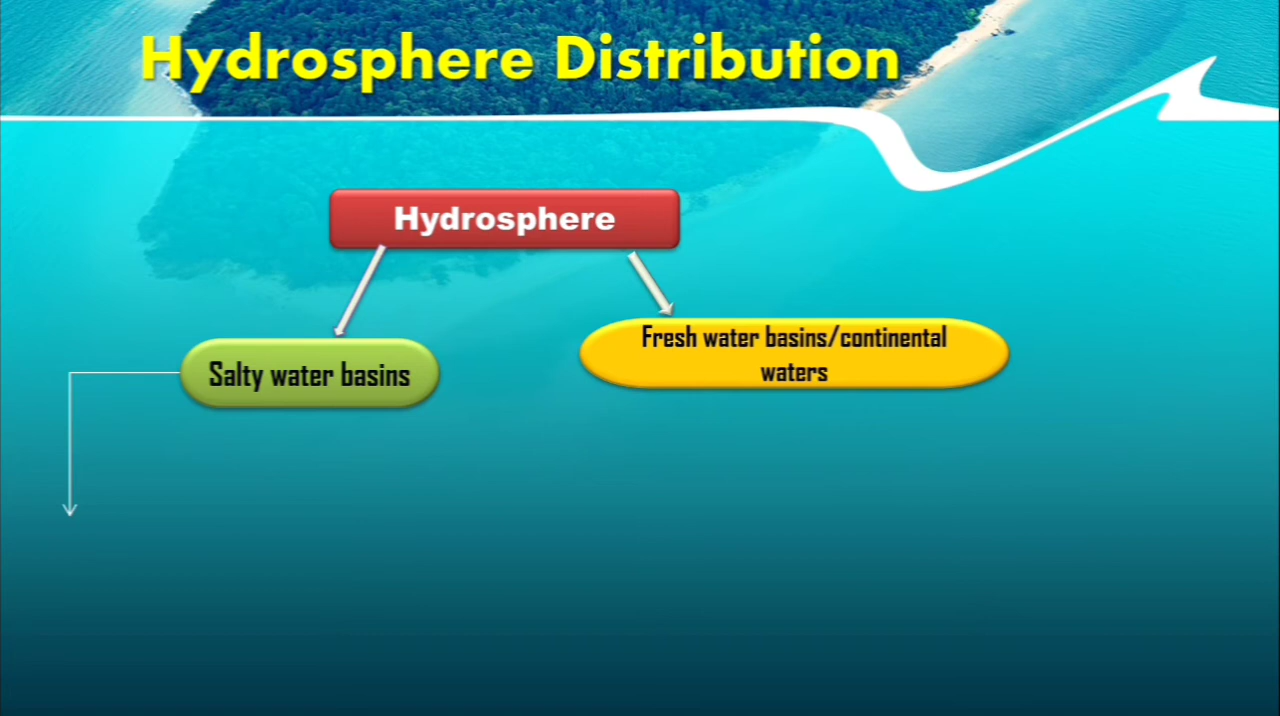 Hydrosphere Distribution
Hydrosphere
Salty water basins
Fresh water basins/continental
waters